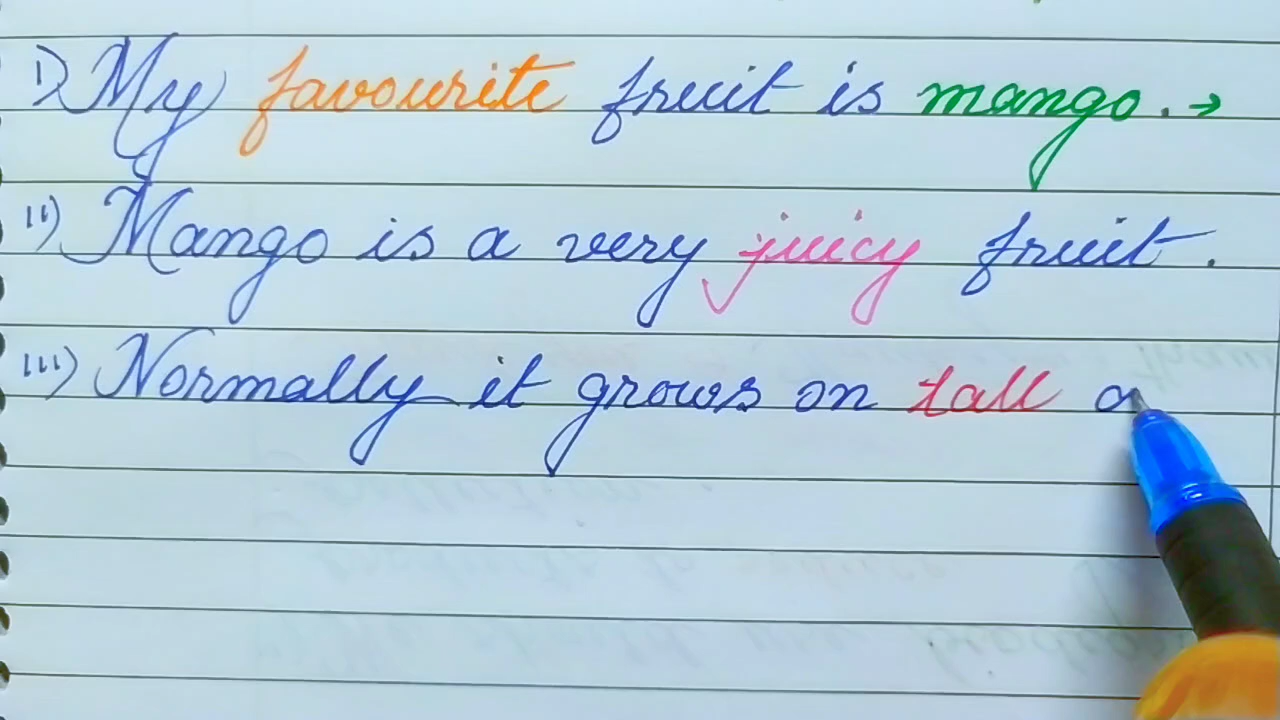 I) My favourite fruit is mango. →
II) Mango is a very juicy fruit.
III) Normally it grows on tall a